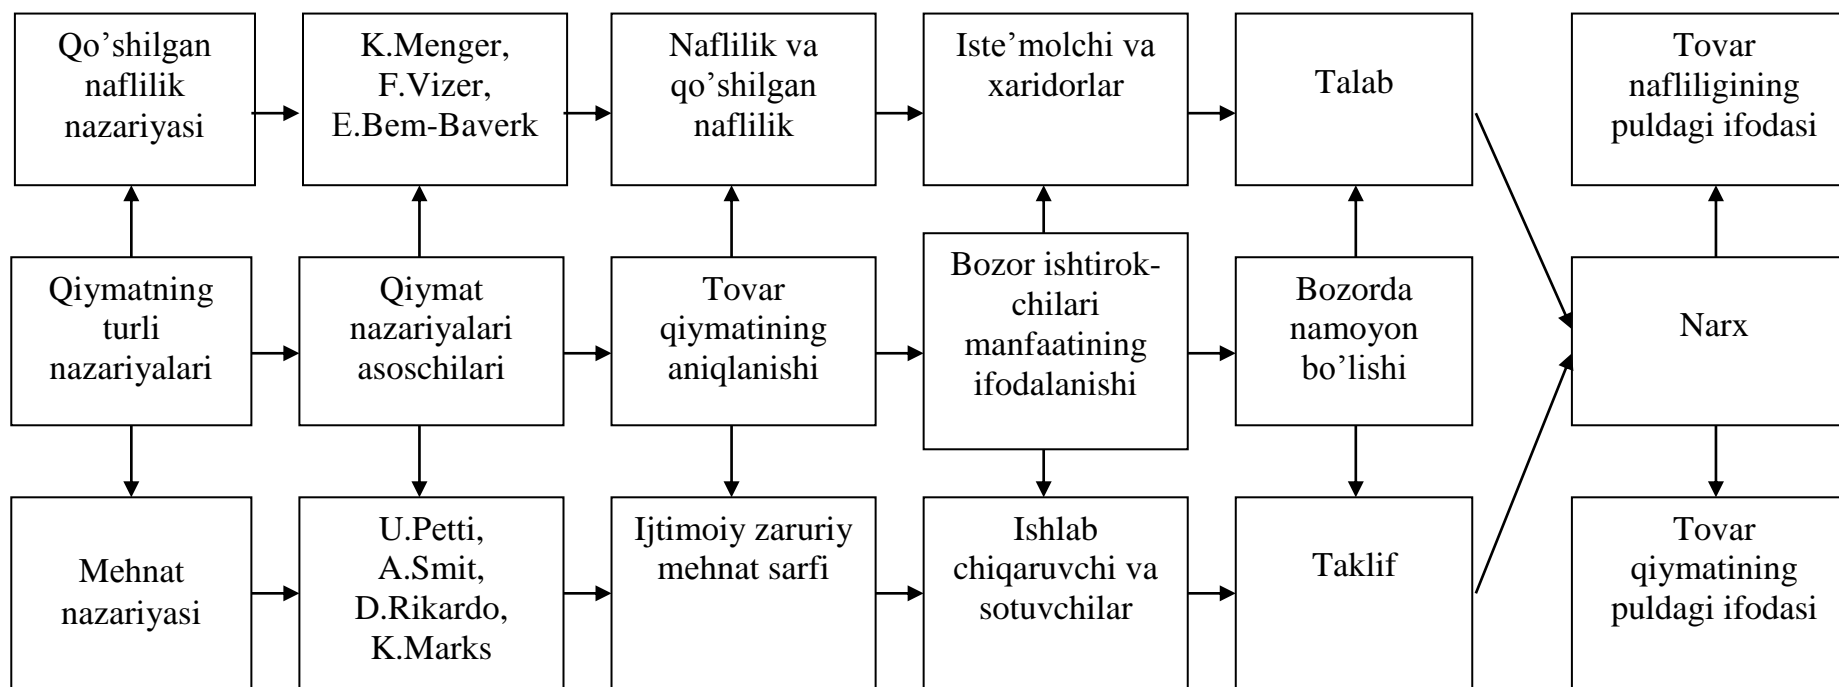 Qo’shilgan
naflilik
nazariyasi
K.Menger,
F.Vizer,
E.Bem-Baverk
Naflilik va
qo’shilgan
naflilik
Iste’molchi va
xaridorlar
Talab
Tovar
nafliligining
puldagi ifodasi
Qiymatning
turli
nazariyalari
Qiymat
nazariyalari
asoschilari
Tovar
qiymatining
aniqlanishi
Bozor ishtirok-
chilari
manfaatining
ifodalanishi
Bozorda
namoyon
bo’lishi
Narx
Mehnat
nazariyasi
U.Petti,
A.Smit,
D.Rikardo,
K.Marks
Ijtimoiy zaruriy
mehnat sarfi
Ishlab
chiqaruvchi va
sotuvchilar
Taklif
Tovar
qiymatining
puldagi ifodasi